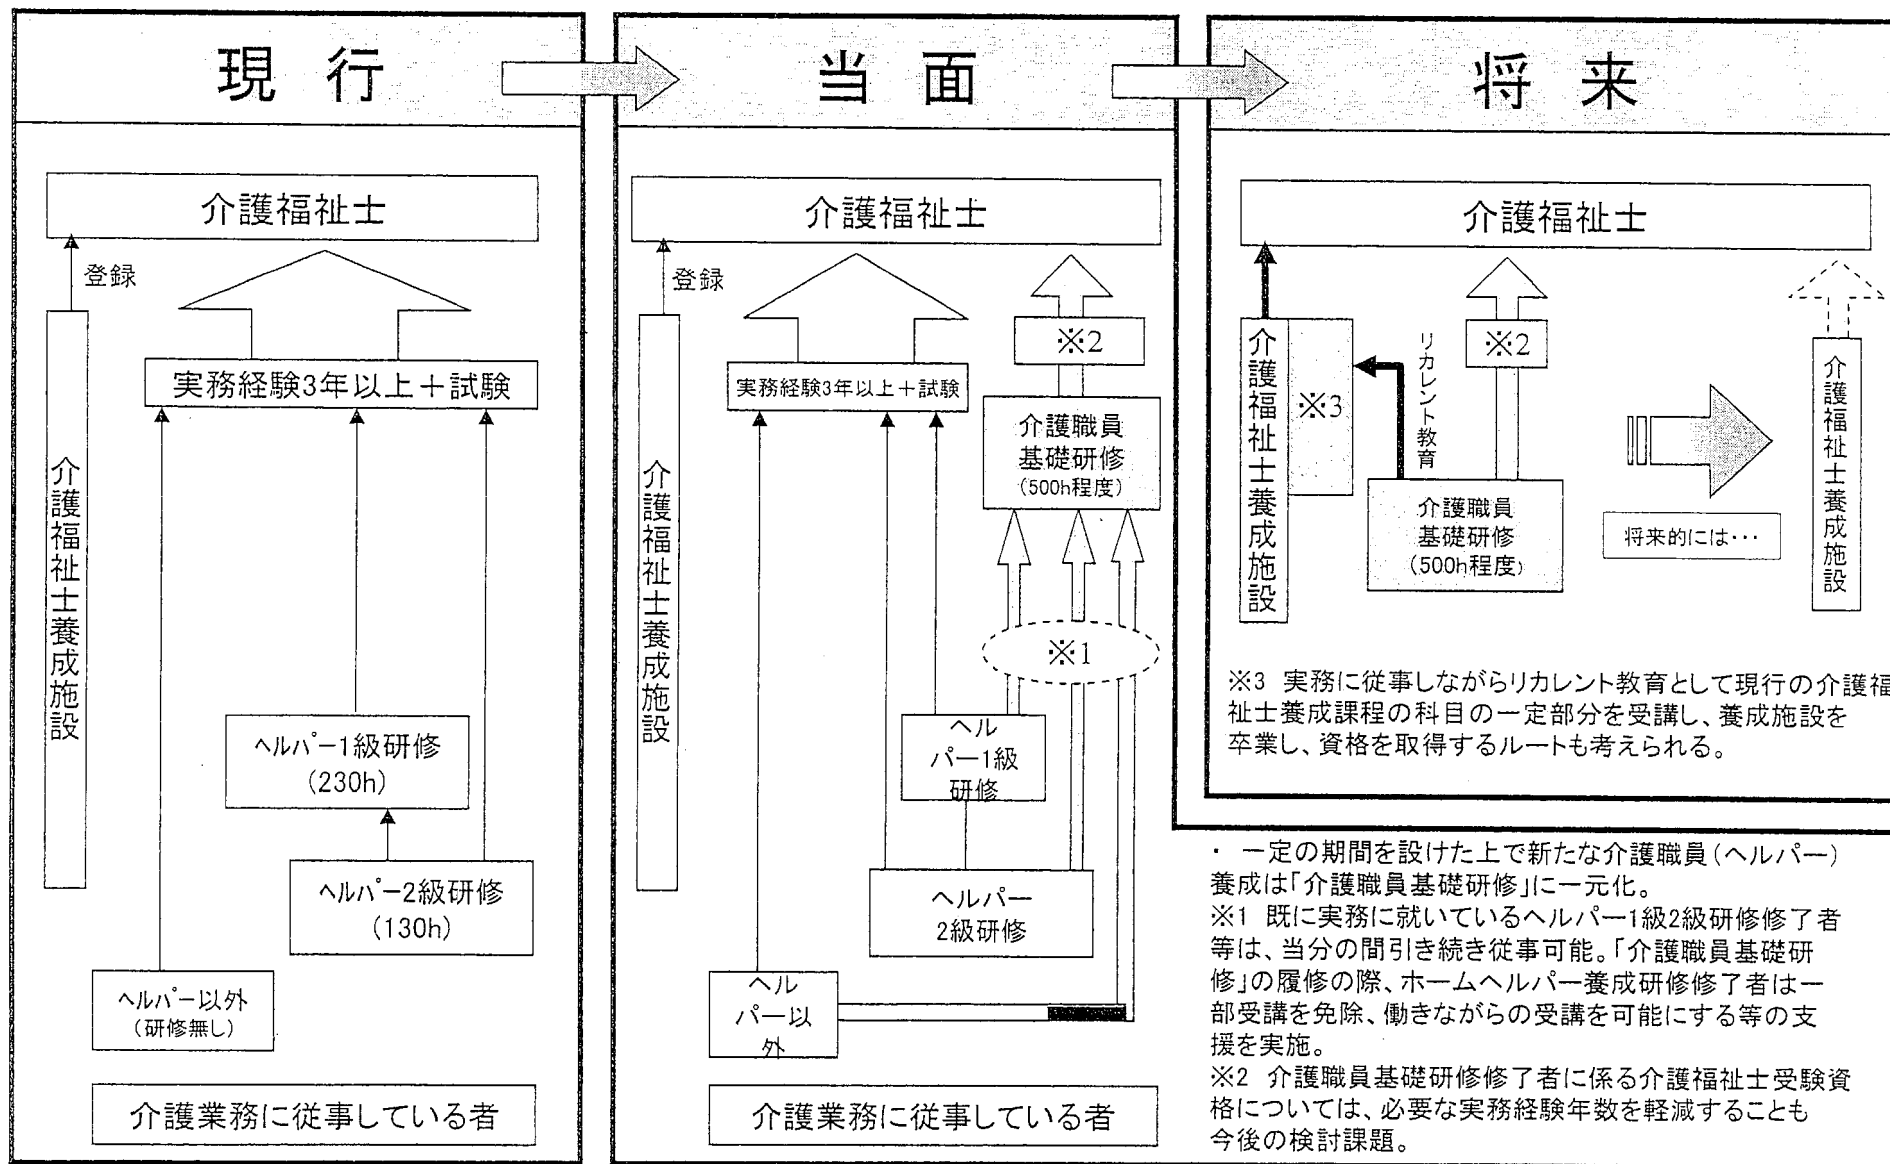 現 行
介護福祉士
登録
実務経験3年以上＋試験
介護福祉士養成施設
ヘルパー1級研修
(230h)
ヘルパー2級研修
(130h)
ヘルパー以外
(研修無し)
介護業務に従事している者
当 面
介護福祉士
登録
※2
実務経験3年以上＋試験
介護職員
基礎研修
(500h程度)
介護福祉士養成施設
※1
ヘル
パー1級
研修
ヘルパー
2級研修
ヘル
パー以
外
介護業務に従事している者
将 来
介護福祉士
介護福祉士養成施設
※3
リカレント教育
※2
介護職員
基礎研修
(500h程度)
将来的には・・・
介護福祉士養成施設
※3 実務に従事しながらリカレント教育として現行の介護福
祉士養成課程の科目の一定部分を受講し、養成施設を
卒業し、資格を取得するルートも考えられる。
・ 一定の期間を設けた上で新たな介護職員(ヘルパー)
養成は「介護職員基礎研修」に一元化。
※1 既に実務に就いているヘルパー1級2級研修修了者
等は、当分の間引き続き従事可能。「介護職員基礎研
修」の履修の際、ホームヘルパー養成研修修了者は一
部受講を免除、働きながらの受講を可能にする等の支
援を実施。
※2 介護職員基礎研修修了者に係る介護福祉士受験資
格については、必要な実務経験年数を軽減することも
今後の検討課題。